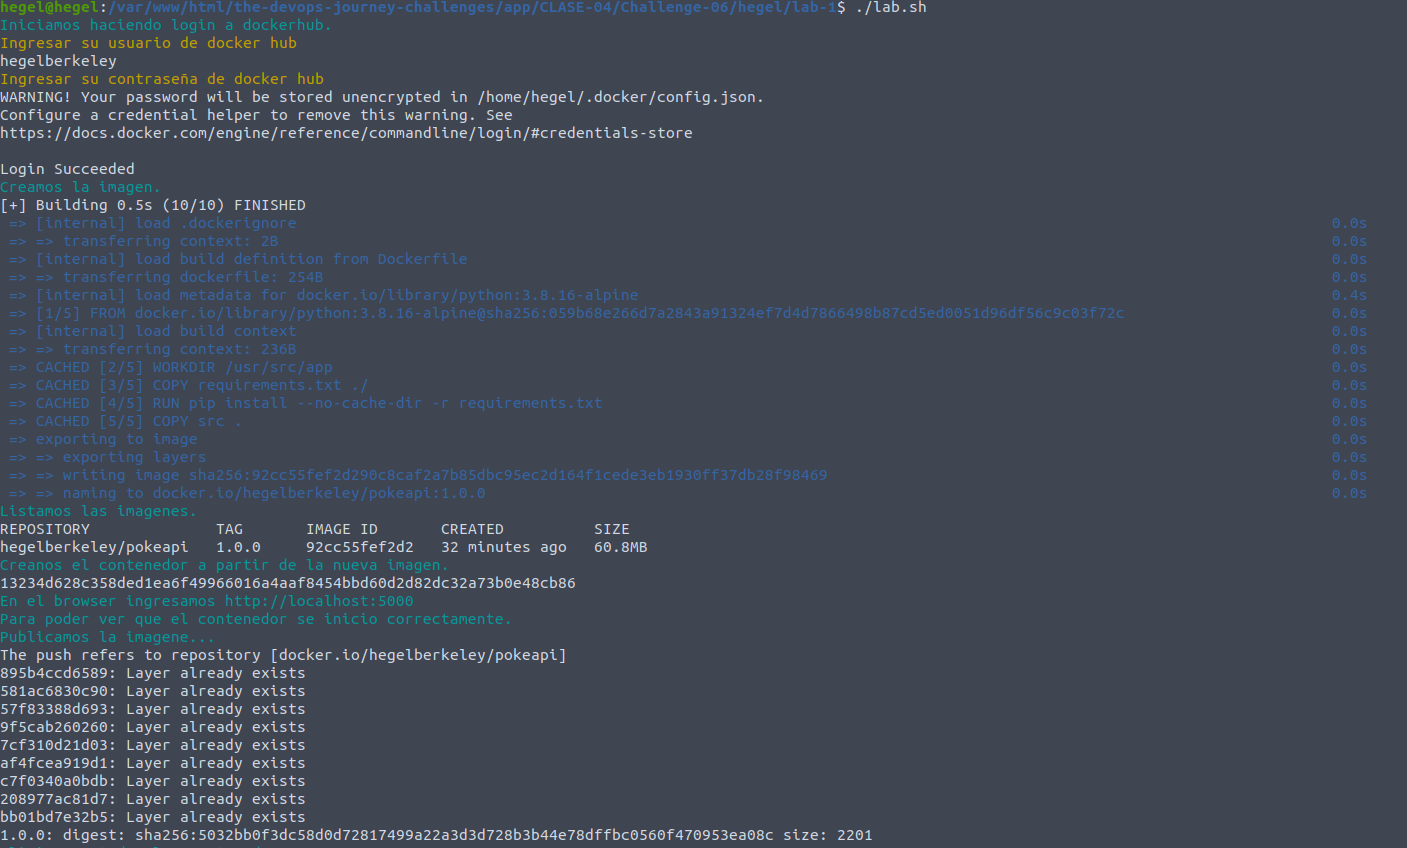 hegel@hegel:/var/www/html/the-devops-journey-challenges/app/CLASE-04/Challenge-06/hegel/lab-1$ ./lab.sh
Iniciamos haciendo login a dockerhub.
Ingresar su usuario de docker hub
hegelberkeley
Ingresar su contraseña de docker hub
WARNING! Your password will be stored unencrypted in /home/hegel/.docker/config.json.
Configure a credential helper to remove this warning. See
https://docs.docker.com/engine/reference/commandline/login/#credentials-store
Login Succeeded
Creamos la imagen.
[+] Building 0.5s (10/10) FINISHED
=> [internal] load .dockerignore 0.0s
=> => transferring context: 2B 0.0s
=> [internal] load build definition from Dockerfile 0.0s
=> => transferring dockerfile: 254B 0.0s
=> [internal] load metadata for docker.io/library/python:3.8.16-alpine 0.4s
=> [1/5] FROM docker.io/library/python:3.8.16-alpine@sha256:059b68e266d7a2843a91324ef7d4d7866498b87cd5ed0051d96df56c9c03f72c 0.0s
=> [internal] load build context 0.0s
=> => transferring context: 236B 0.0s
=> CACHED [2/5] WORKDIR /usr/src/app 0.0s
=> CACHED [3/5] COPY requirements.txt ./ 0.0s
=> CACHED [4/5] RUN pip install --no-cache-dir -r requirements.txt 0.0s
=> CACHED [5/5] COPY src . 0.0s
=> exporting to image 0.0s
=> => exporting layers 0.0s
=> => writing image sha256:92cc55fef2d290c8caf2a7b85dbc95ec2d164f1cede3eb1930ff37db28f98469 0.0s
=> => naming to docker.io/hegelberkeley/pokeapi:1.0.0 0.0s
Listamos las imagenes.
REPOSITORY TAG IMAGE ID CREATED SIZE
hegelberkeley/pokeapi 1.0.0 92cc55fef2d2 32 minutes ago 60.8MB
Creanos el contenedor a partir de la nueva imagen.
13234d628c358ded1ea6f49966016a4aaf8454bbd60d2d82dc32a73b0e48cb86
En el browser ingresamos http://localhost:5000
Para poder ver que el contenedor se inicio correctamente.
Publicamos la imagene...
The push refers to repository [docker.io/hegelberkeley/pokeapi]
895b4ccd6589: Layer already exists
581ac6830c90: Layer already exists
57f83388d693: Layer already exists
9f5cab260260: Layer already exists
7cf310d21d03: Layer already exists
af4fcea919d1: Layer already exists
c7f0340a0bdb: Layer already exists
208977ac81d7: Layer already exists
bb01bd7e32b5: Layer already exists
1.0.0: digest: sha256:5032bb0f3dc58d0d72817499a22a3d3d728b3b44e78dffbc0560f470953ea08c size: 2201